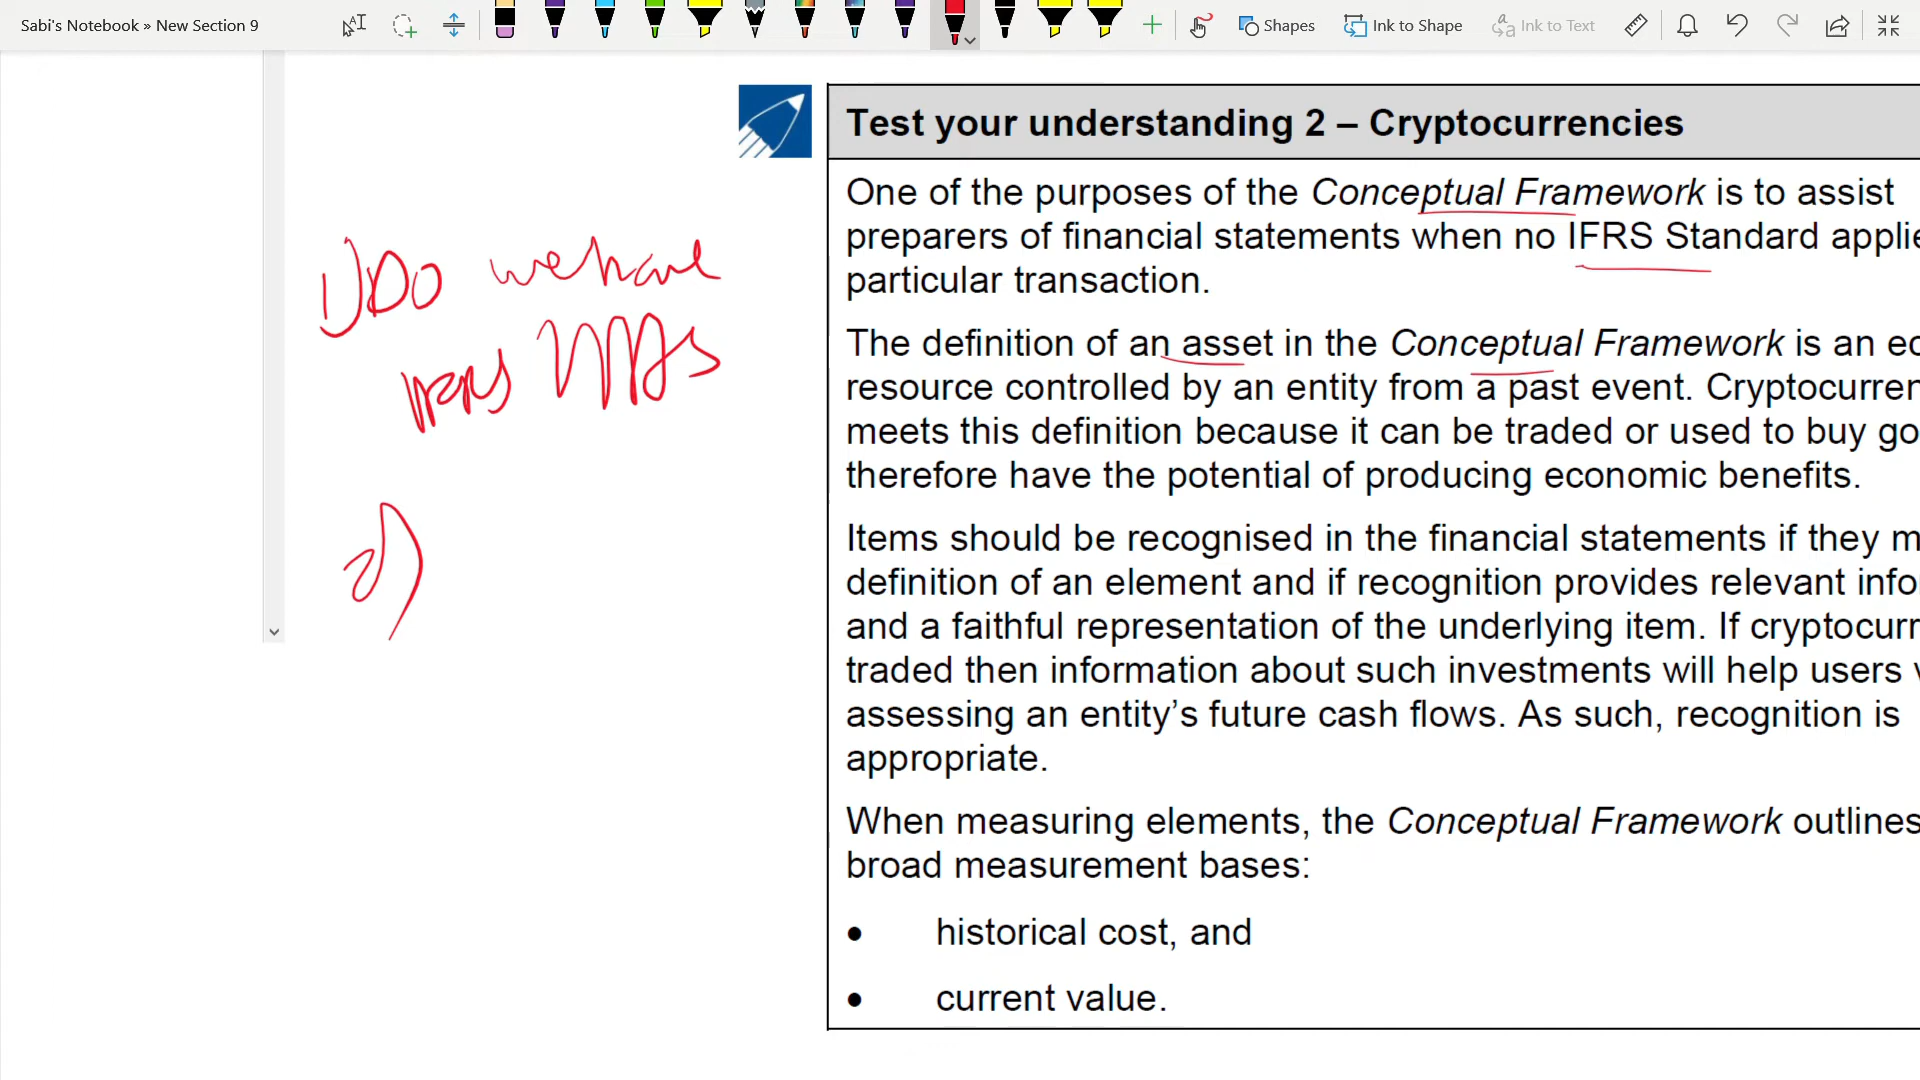 Sabi's Notebook » New Section 9
Shapes
Ink to Shape
Ink to Text
Test your understanding 2 – Cryptocurrencies
One of the purposes of the Conceptual Framework is to assist
preparers of financial statements when no IFRS Standard applie
particular transaction.
The definition of an asset in the Conceptual Framework is an ec
resource controlled by an entity from a past event. Cryptocurren
meets this definition because it can be traded or used to buy go
therefore have the potential of producing economic benefits.
Items should be recognised in the financial statements if they m
definition of an element and if recognition provides relevant info
and a faithful representation of the underlying item. If cryptocurr
traded then information about such investments will help users
assessing an entity’s future cash flows. As such, recognition is
appropriate.
When measuring elements, the Conceptual Framework outlines
broad measurement bases:
• historical cost, and
• current value.
1) Do we have
2)